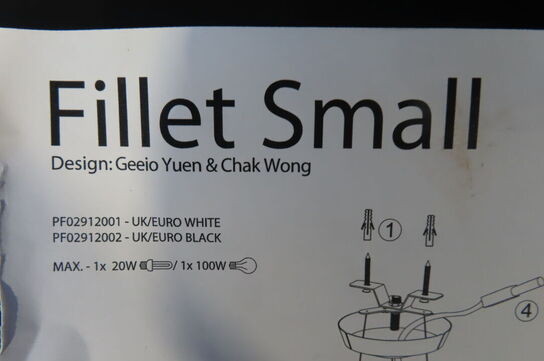 Fillet Small
Design: Geeio Yuen & Chak Wong
PF02912001 - UK/EURO WHITE
PF02912002 - UK/EURO BLACK
MAX. - 1x 20W / 1x 100W
1
4